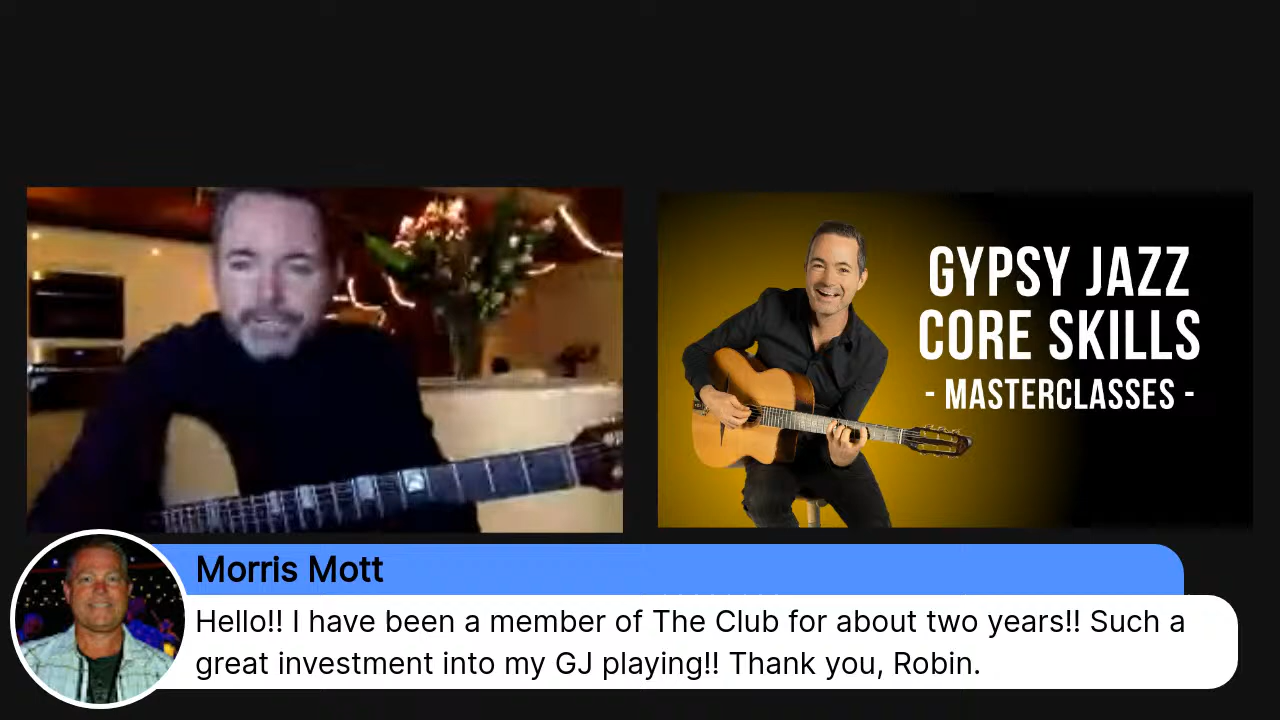 GYPSY JAZZ
CORE SKILLS
- MASTERCLASSES -
Morris Mott
Hello!! I have been a member of The Club for about two years!! Such a
great investment into my GJ playing!! Thank you, Robin.